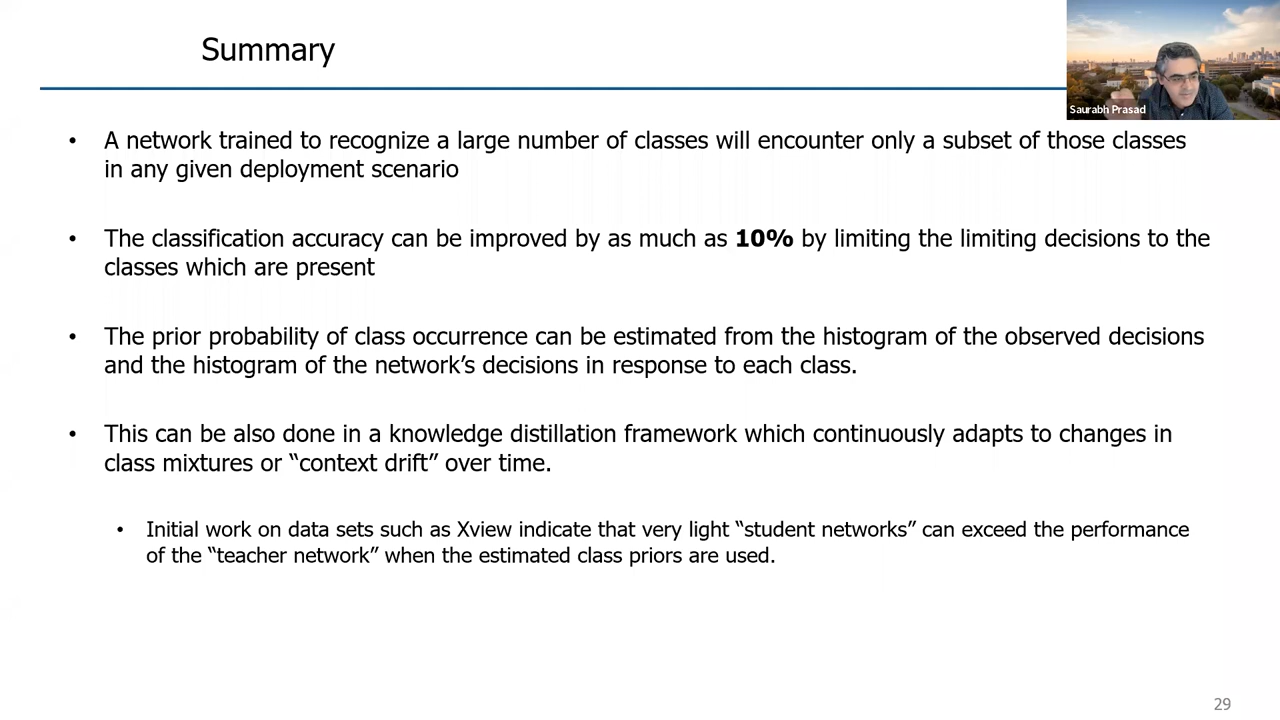 Summary
Saurabh Prasad
• A network trained to recognize a large number of classes will encounter only a subset of those classes
in any given deployment scenario
• The classification accuracy can be improved by as much as 10% by limiting the limiting decisions to the
classes which are present
• The prior probability of class occurrence can be estimated from the histogram of the observed decisions
and the histogram of the network’s decisions in response to each class.
• This can be also done in a knowledge distillation framework which continuously adapts to changes in
class mixtures or “context drift” over time.
• Initial work on data sets such as Xview indicate that very light “student networks” can exceed the performance
of the “teacher network” when the estimated class priors are used.
29